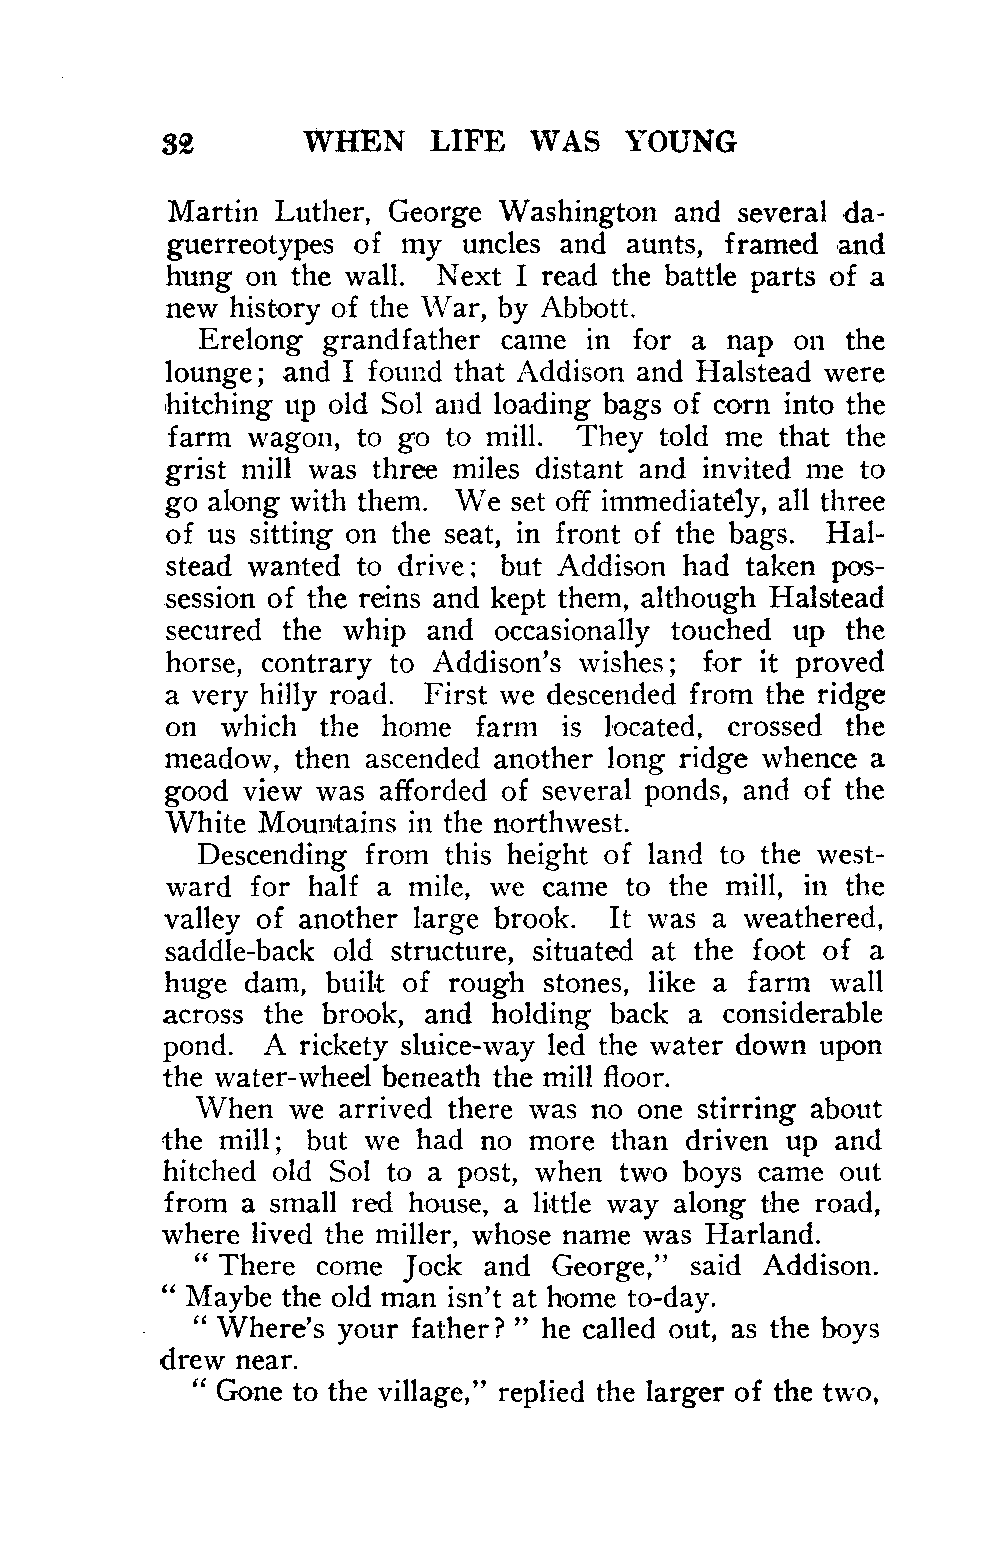 32 WHEN LIFE WAS YOUNG
Martin Luther, George Washington and several da-
guerreotypes of my uncles and aunts, framed and
hung on the wall. Next I read the battle parts of a
new history of the War, by Abbott.
Erelong grandfather came in for a nap on the
lounge; and I found that Addison and Halstead were
hitching up old Sol and loading bags of corn into the
farm wagon, to go to mill. They told me that the
grist mill was three miles distant and invited me to
go along with them. We set off immediately, all three
of us sitting on the seat, in front of the bags. Hal-
stead wanted to drive; but Addison had taken pos-
session of the reins and kept them, although Halstead
secured the whip and occasionally touched up the
horse, contrary to Addison's wishes; for it proved
a very hilly road. First we descended from the ridge
on which the home farm is located, crossed the
meadow, then ascended another long ridge whence a
good view was afforded of several ponds, and of the
White Mountains in the northwest.
Descending from this height of land to the west-
ward for half a mile, we came to the mill, in the
valley of another large brook. It was a weathered,
saddle-back old structure, situated at the foot of a
huge dam, built of rough stones, like a farm wall
across the brook, and holding back a considerable
pond. A rickety sluice-way led the water down upon
the water-wheel beneath the mill floor.
When we arrived there was no one stirring about
the mill; but we had no more than driven up and
hitched old Sol to a post, when two boys came out
from a small red house, a little way along the road,
where lived the miller, whose name was Harland.
" There come Jock and George," said Addison.
" Maybe the old man isn't at home to-day.
" Where's your father? " he called out, as the boys
drew near.
" Gone to the village," replied the larger of the two,